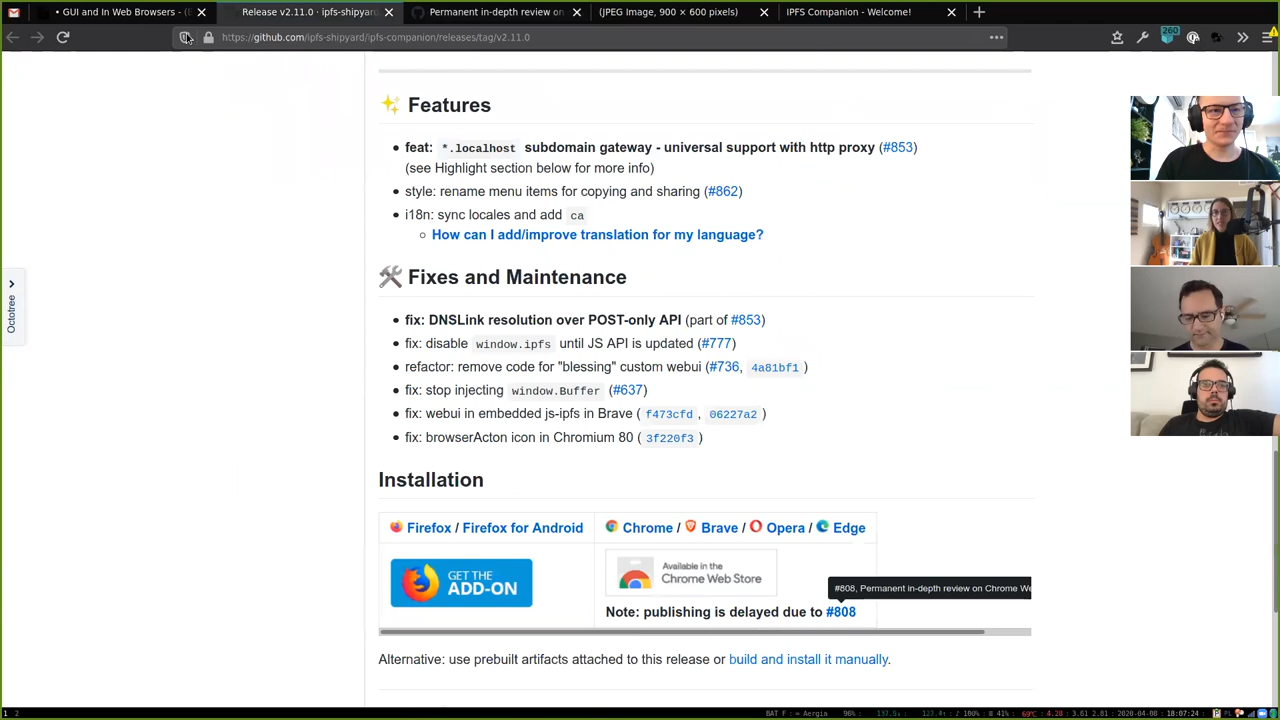 • GUI and In Web Browsers - (E
Release v2.11.0 · ipfs-shipyard
Permanent in-depth review on
(JPEG Image, 900 × 600 pixels)
IPFS Companion - Welcome!
https://github.com/ipfs-shipyard/ipfs-companion/releases/tag/v2.11.0
260
Octotree
✨ Features
feat: *.localhost subdomain gateway - universal support with http proxy (#853)
(see Highlight section below for more info)
style: rename menu items for copying and sharing (#862)
i18n: sync locales and add ca
How can I add/improve translation for my language?
🛠 Fixes and Maintenance
fix: DNSLink resolution over POST-only API (part of #853)
fix: disable window.ipfs until JS API is updated (#777)
refactor: remove code for "blessing" custom webui (#736, 4a81bf1 )
fix: stop injecting window.Buffer (#637)
fix: webui in embedded js-ipfs in Brave ( f473cfd , 06227a2 )
fix: browserActon icon in Chromium 80 ( 3f220f3 )
Installation
Firefox / Firefox for Android
Chrome / Brave / Opera / Edge
GET THE
ADD-ON
Available in the
Chrome Web Store
#808, Permanent in-depth review on Chrome We
Note: publishing is delayed due to #808
Alternative: use prebuilt artifacts attached to this release or build and install it manually.
1 2
2020-04-08 | 18:07:24